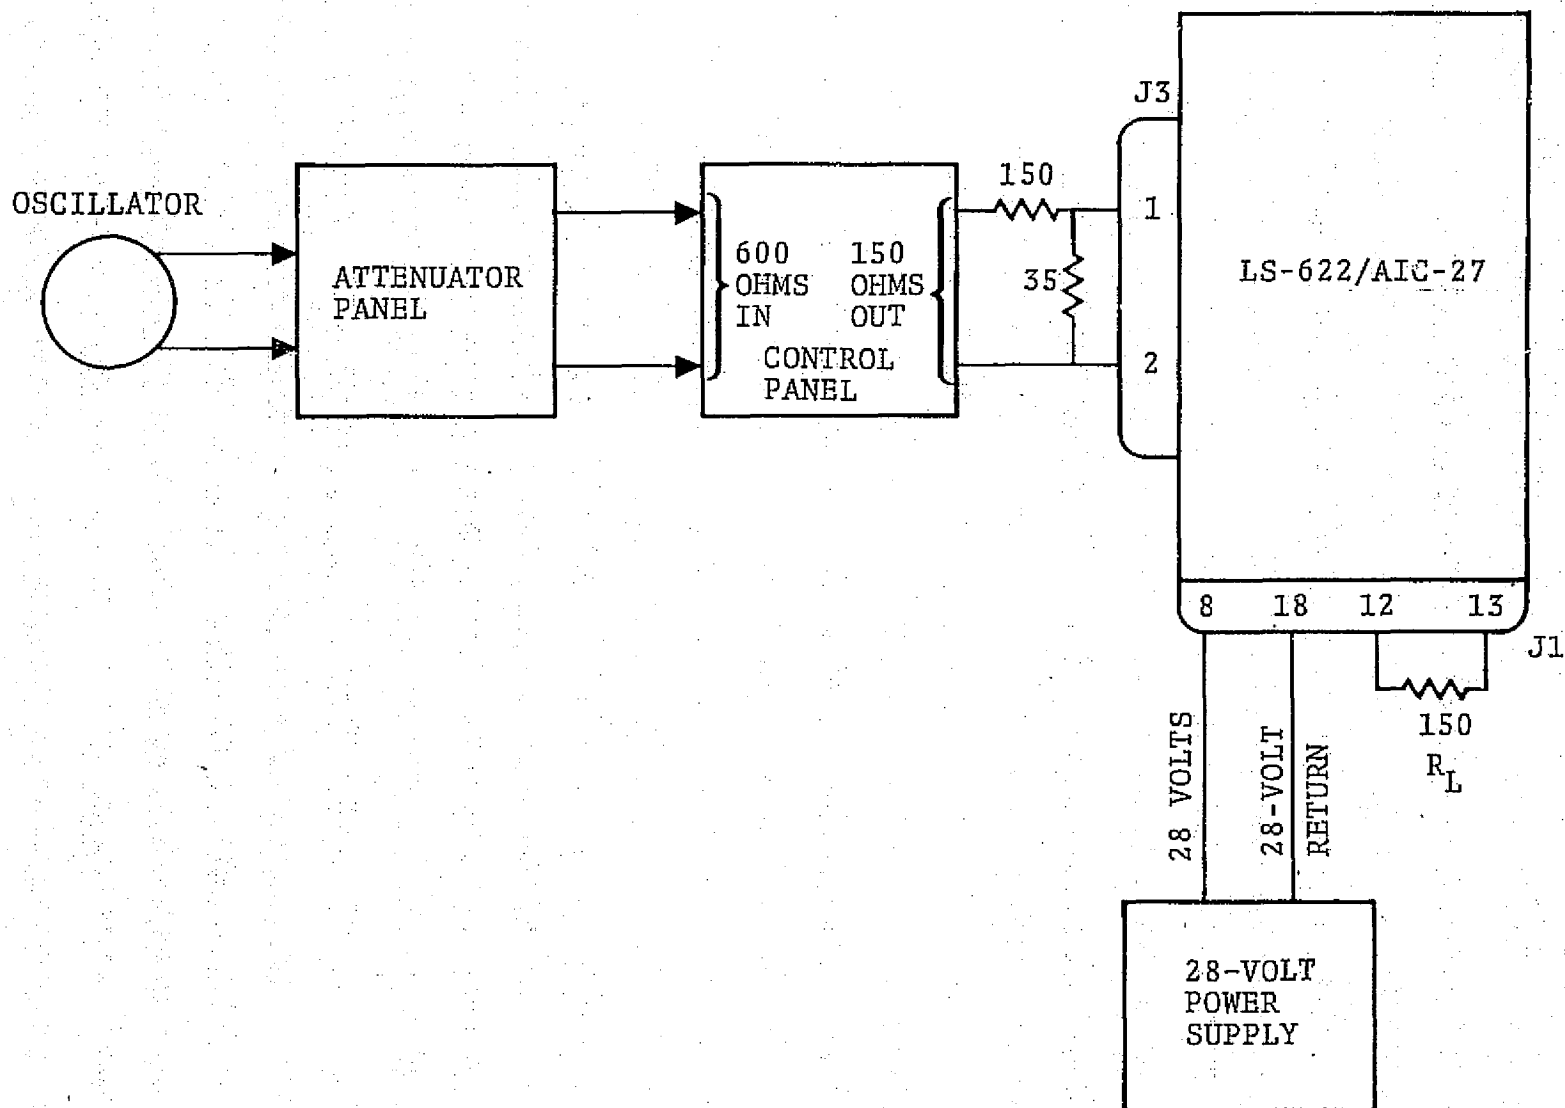 OSCILLATOR
ATTENUATOR
PANEL
600
OHMS
IN
150
OHMS
OUT
CONTROL
PANEL
150
35
J3
1
2
LS-622/AIC-27
8 18 12 13
J1
150
R_L
28 VOLTS
28-VOLT
RETURN
28-VOLT
POWER
SUPPLY